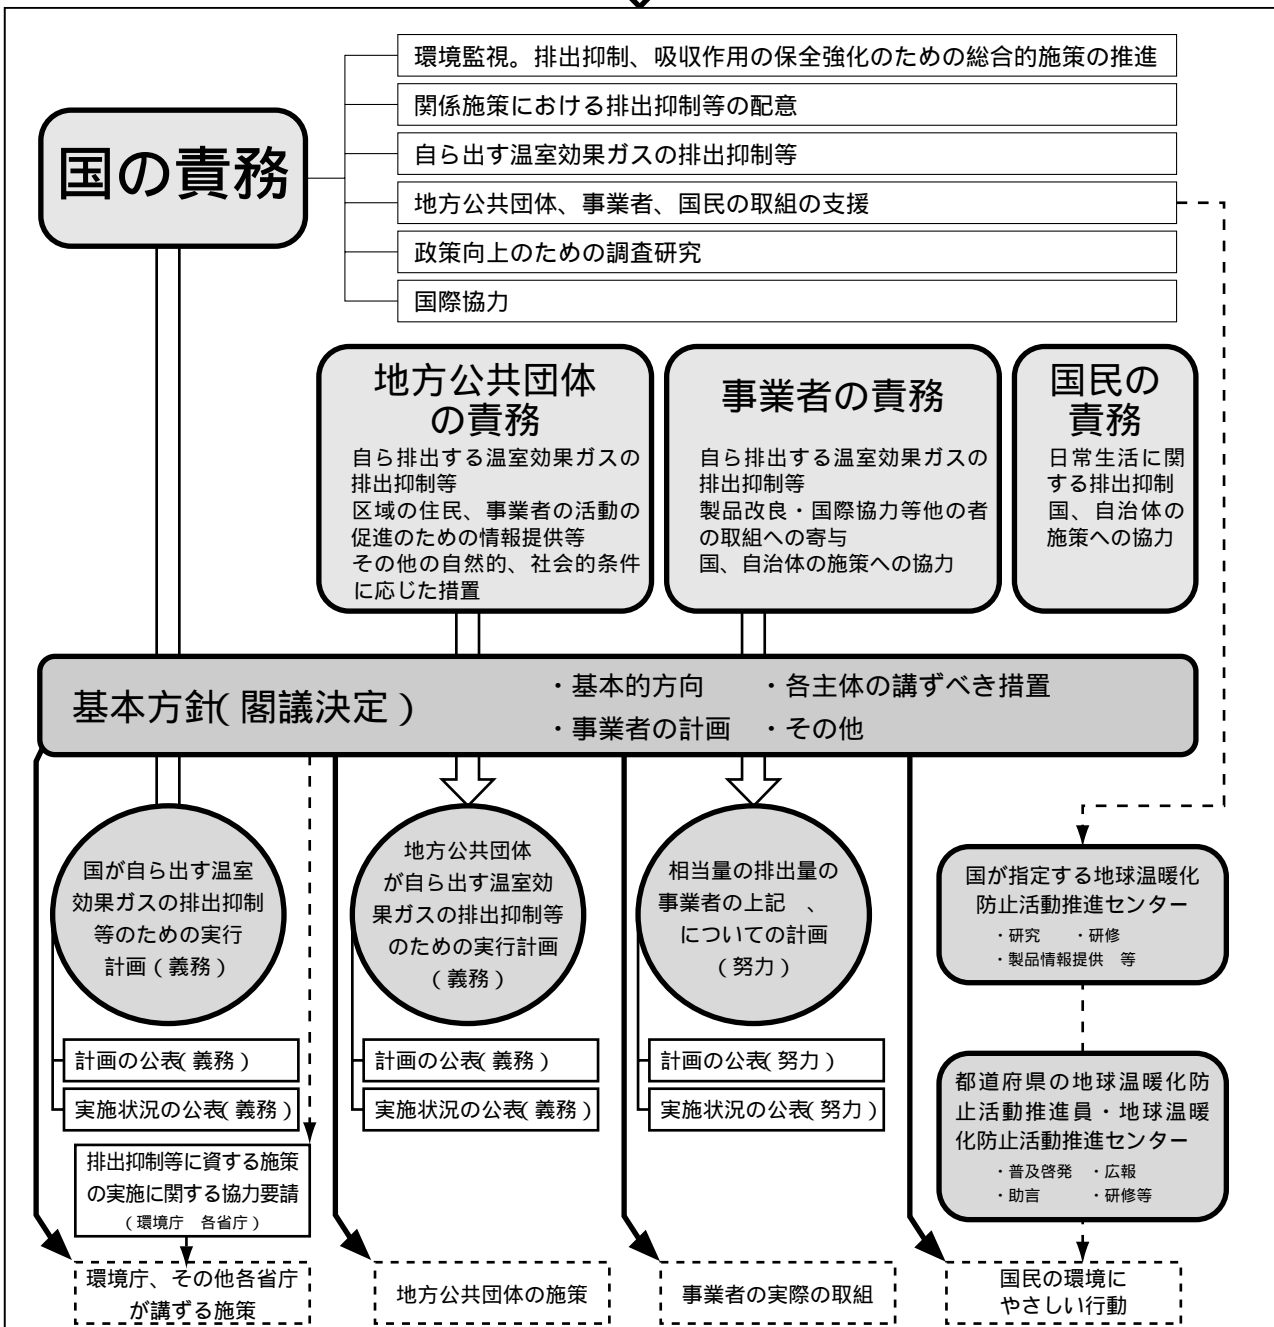 環境監視。排出抑制、吸収作用の保全強化のための総合的施策の推進
関係施策における排出抑制等の配意
国の責務
自ら出す温室効果ガスの排出抑制等
地方公共団体、事業者、国民の取組の支援
政策向上のための調査研究
国際協力
地方公共団体
の責務
自ら排出する温室効果ガスの
排出抑制等
区域の住民、事業者の活動の
促進のための情報提供等
その他の自然的、社会的条件
に応じた措置
事業者の責務
自ら排出する温室効果ガスの
排出抑制等
製品改良・国際協力等他の者
の取組への寄与
国、自治体の施策への協力
国民の
責務
日常生活に関
する排出抑制
国、自治体の
施策への協力
基本方針(閣議決定)
・基本的方向 ・各主体の講ずべき措置
・事業者の計画 ・その他
国が自ら出す温室
効果ガスの排出抑制
等のための実行
計画(義務)
計画の公表(義務)
実施状況の公表(義務)
排出抑制等に資する施策
の実施に関する協力要請
(環境庁 各省庁)
環境庁、その他各省庁
が講ずる施策
地方公共団体
が自ら出す温室効
果ガスの排出抑制等
のための実行計画
(義務)
計画の公表(義務)
実施状況の公表(義務)
地方公共団体の施策
相当量の排出量の
事業者の上記 、
についての計画
(努力)
計画の公表(努力)
実施状況の公表(努力)
事業者の実際の取組
国が指定する地球温暖化
防止活動推進センター
・研究 ・研修
・製品情報提供 等
都道府県の地球温暖化防
止活動推進員・地球温暖
化防止活動推進センター
・普及啓発 ・広報
・助言 ・研修等
国民の環境に
やさしい行動